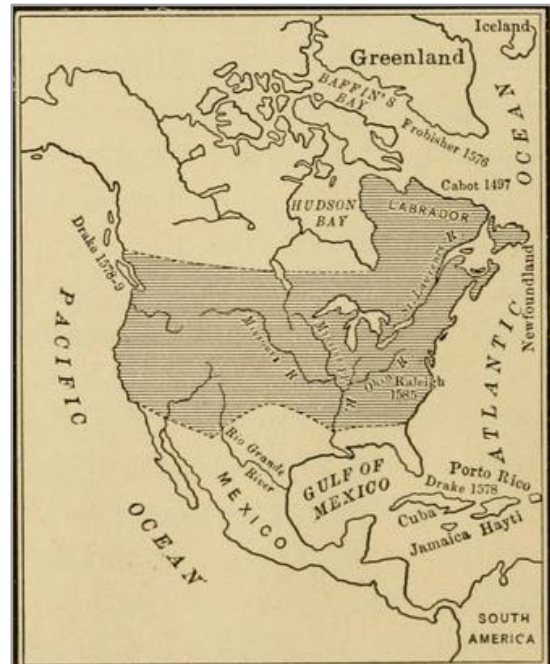 Iceland
Greenland
BAFFIN'S
BAY
Frobisher 1576
OCEAN
Cabot 1497
HUDSON
BAY
LABRADOR
Drake 1578-9
St. Lawrence R.
Newfoundland
PACIFIC
OCEAN
Missouri R.
Mississippi R.
Ohio R.
Raleigh
1585
ATLANTIC
Rio Grande
River
MEXICO
GULF OF
MEXICO
Porto Rico
Drake 1578
Cuba
Jamaica Hayti
SOUTH
AMERICA